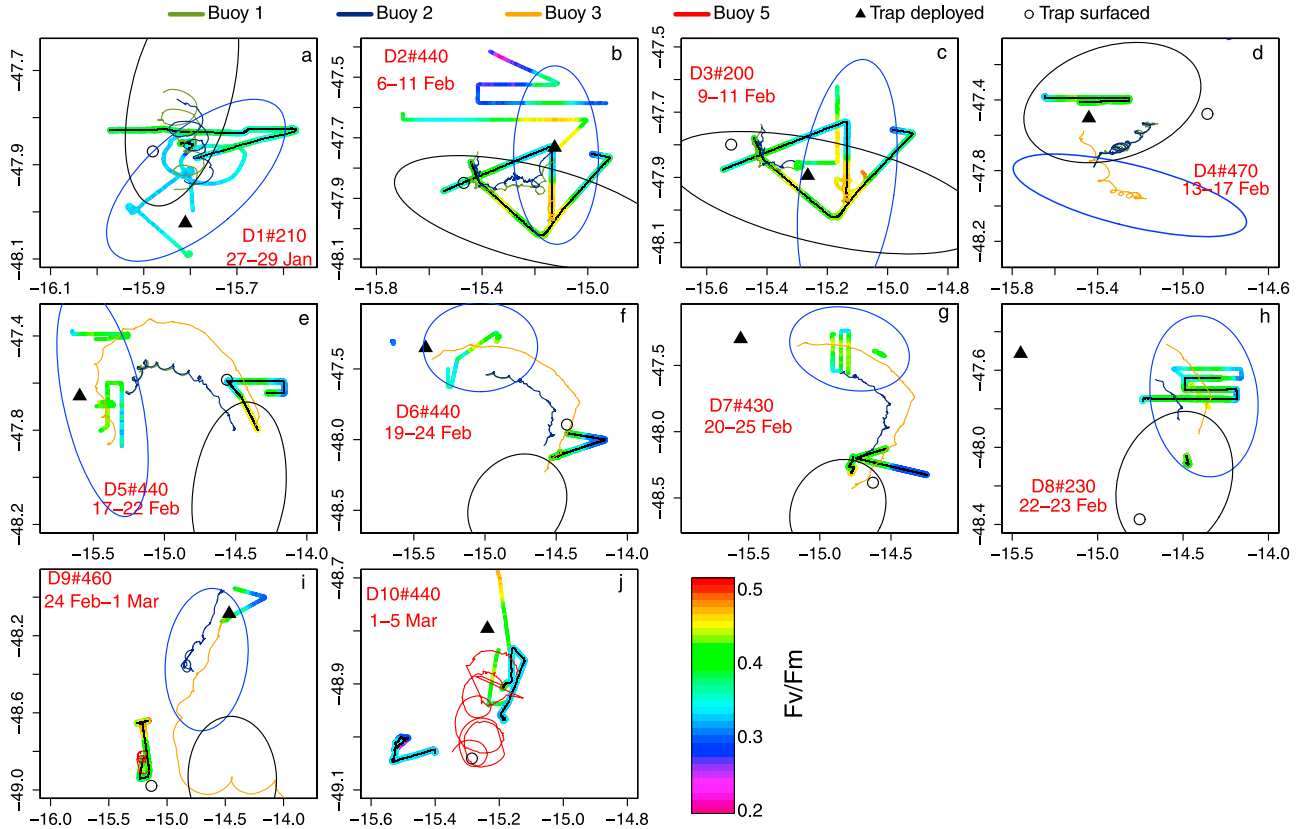 Buoy 1 Buoy 2 Buoy 3 Buoy 5 Trap deployed Trap surfaced
a
D1#210
27–29 Jan
−47.7
−47.9
−48.1
−16.1 −15.9 −15.7
b
D2#440
6–11 Feb
−47.5
−47.7
−47.9
−48.1
−15.6 −15.4 −15.2 −15.0
c
D3#200
9–11 Feb
−47.5
−47.7
−47.9
−48.1
−15.6 −15.4 −15.2 −15.0 −14.8
d
D4#470
13–17 Feb
−47.4
−47.8
−48.2
−15.8 −15.4 −15.0 −14.6
e
D5#440
17–22 Feb
−47.4
−47.8
−48.2
−15.5 −15.0 −14.5 −14.0
f
D6#440
19–24 Feb
−47.5
−48.0
−48.5
−15.5 −15.0 −14.5 −14.0
g
D7#430
20–25 Feb
−47.5
−48.0
−48.5
−15.5 −15.0 −14.5 −14.0
h
D8#230
22–23 Feb
−47.6
−48.0
−48.4
−15.5 −15.0 −14.5 −14.0
i
D9#460
24 Feb–1 Mar
−48.2
−48.6
−49.0
−16.0 −15.5 −15.0 −14.5 −14.0
j
D10#440
1–5 Mar
−48.7
−48.9
−49.1
−15.6 −15.4 −15.2 −15.0 −14.8
0.5
0.4
0.3
0.2
Fv/Fm